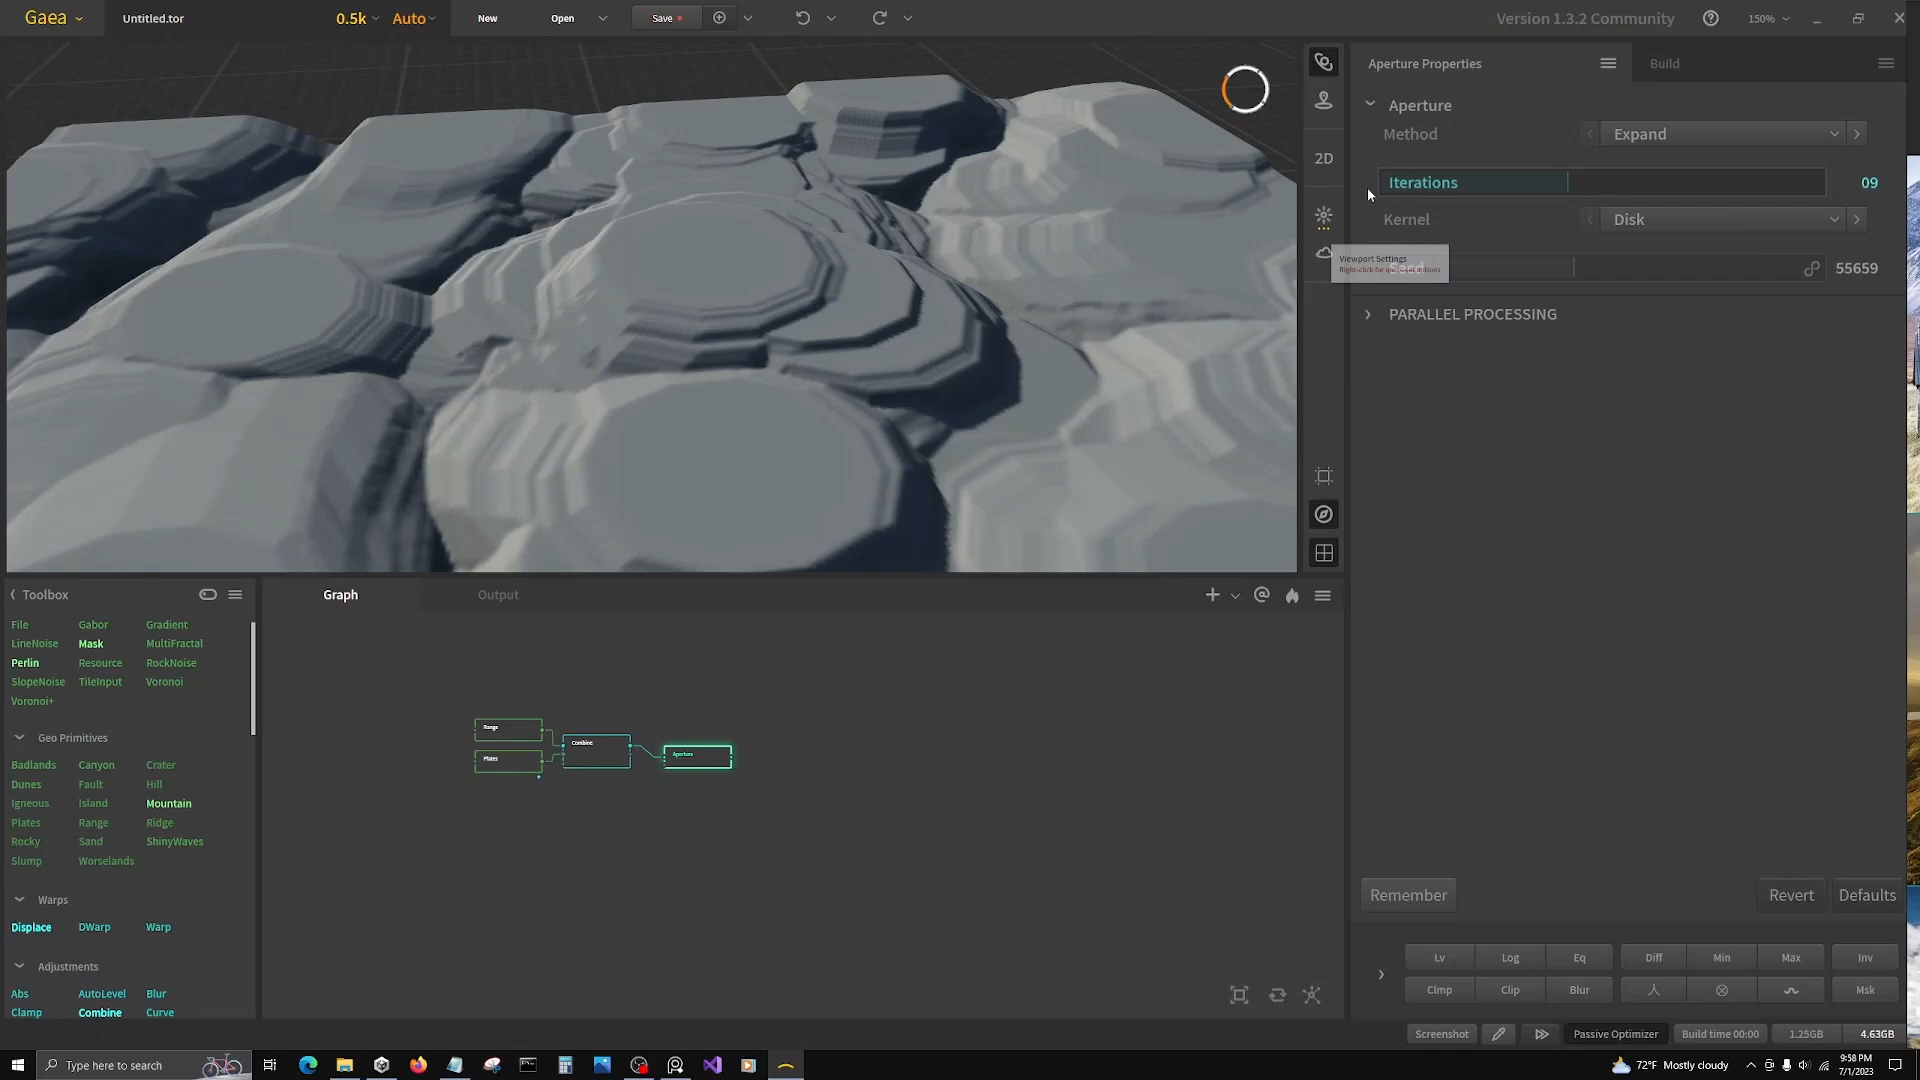 Gaea
Untitled.tor
0.5k
Auto
New
Open
Save
Version 1.3.2 Community
150%
Aperture Properties
Build
Aperture
Method
Expand
2D
Iterations
09
Kernel
Disk
Viewport Settings
Seed
55659
PARALLEL PROCESSING
Toolbox
Graph
Output
File
Gabor
Gradient
LineNoise
Mask
MultiFractal
Perlin
Resource
RockNoise
SlopeNoise
TileInput
Voronoi
Voronoi+
Geo Primitives
Badlands
Canyon
Crater
Dunes
Fault
Hill
Igneous
Island
Mountain
Plates
Range
Ridge
Rocky
Sand
ShinyWaves
Slump
Worselands
Warps
Displace
DWarp
Warp
Adjustments
Abs
AutoLevel
Blur
Clamp
Combine
Curve
Range
Plates
Combine
Aperture
Remember
Revert
Defaults
Lv
Log
Eq
Diff
Min
Max
Inv
Clmp
Clip
Blur
Msk
Screenshot
Passive Optimizer
Build time 00:00
1.25GB
4.63GB
Type here to search
72°F Mostly cloudy
9:58 PM
7/1/2023